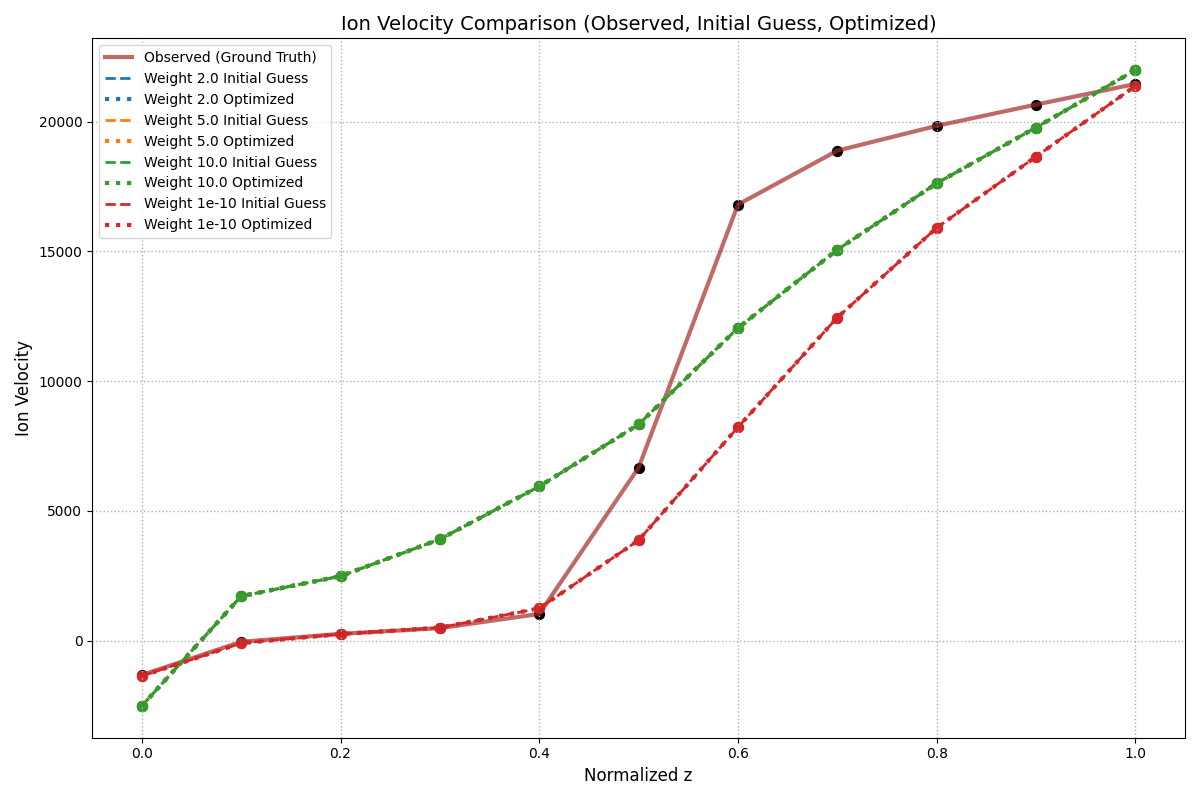 Ion Velocity Comparison (Observed, Initial Guess, Optimized)
Observed (Ground Truth)
Weight 2.0 Initial Guess
Weight 2.0 Optimized
Weight 5.0 Initial Guess
Weight 5.0 Optimized
Weight 10.0 Initial Guess
Weight 10.0 Optimized
Weight 1e-10 Initial Guess
Weight 1e-10 Optimized
Ion Velocity
20000
15000
10000
5000
0
0.0
0.2
0.4
0.6
0.8
1.0
Normalized z